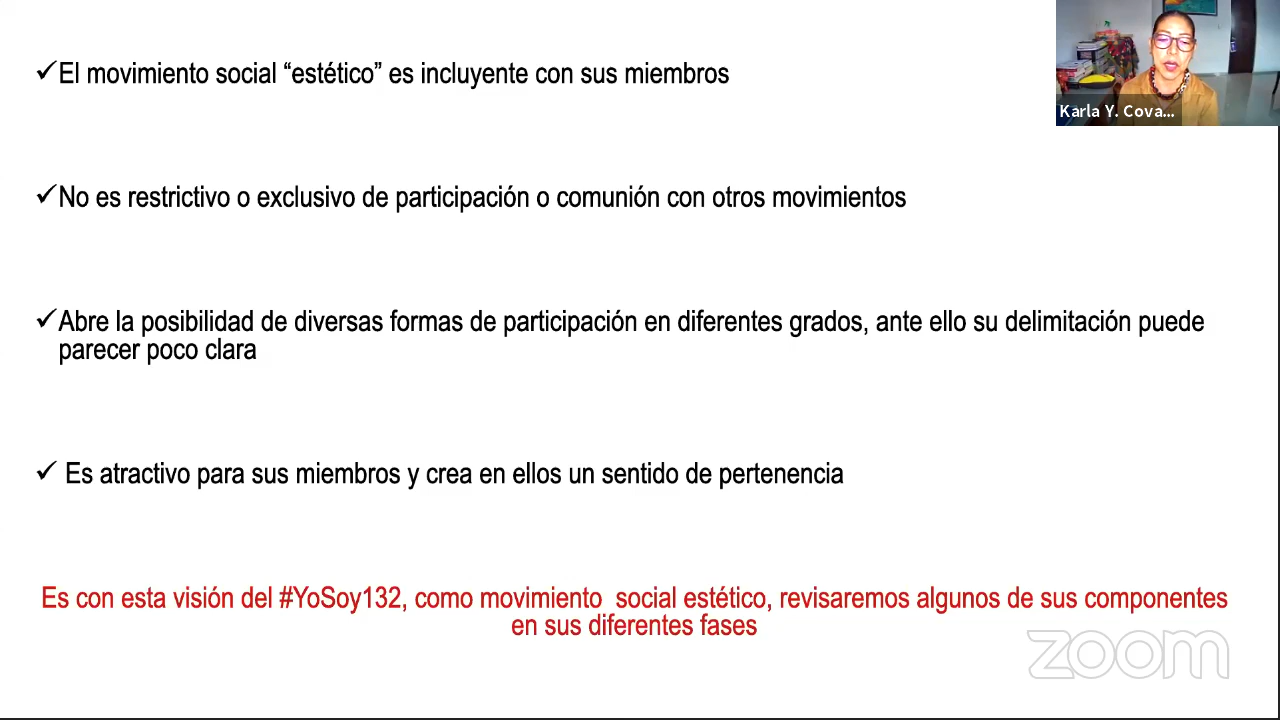 ✓El movimiento social “estético” es incluyente con sus miembros
Karla Y. Cova...
✓No es restrictivo o exclusivo de participación o comunión con otros movimientos
✓Abre la posibilidad de diversas formas de participación en diferentes grados, ante ello su delimitación puede
parecer poco clara
✓ Es atractivo para sus miembros y crea en ellos un sentido de pertenencia
Es con esta visión del #YoSoy132, como movimiento  social estético, revisaremos algunos de sus componentes
en sus diferentes fases
zoom